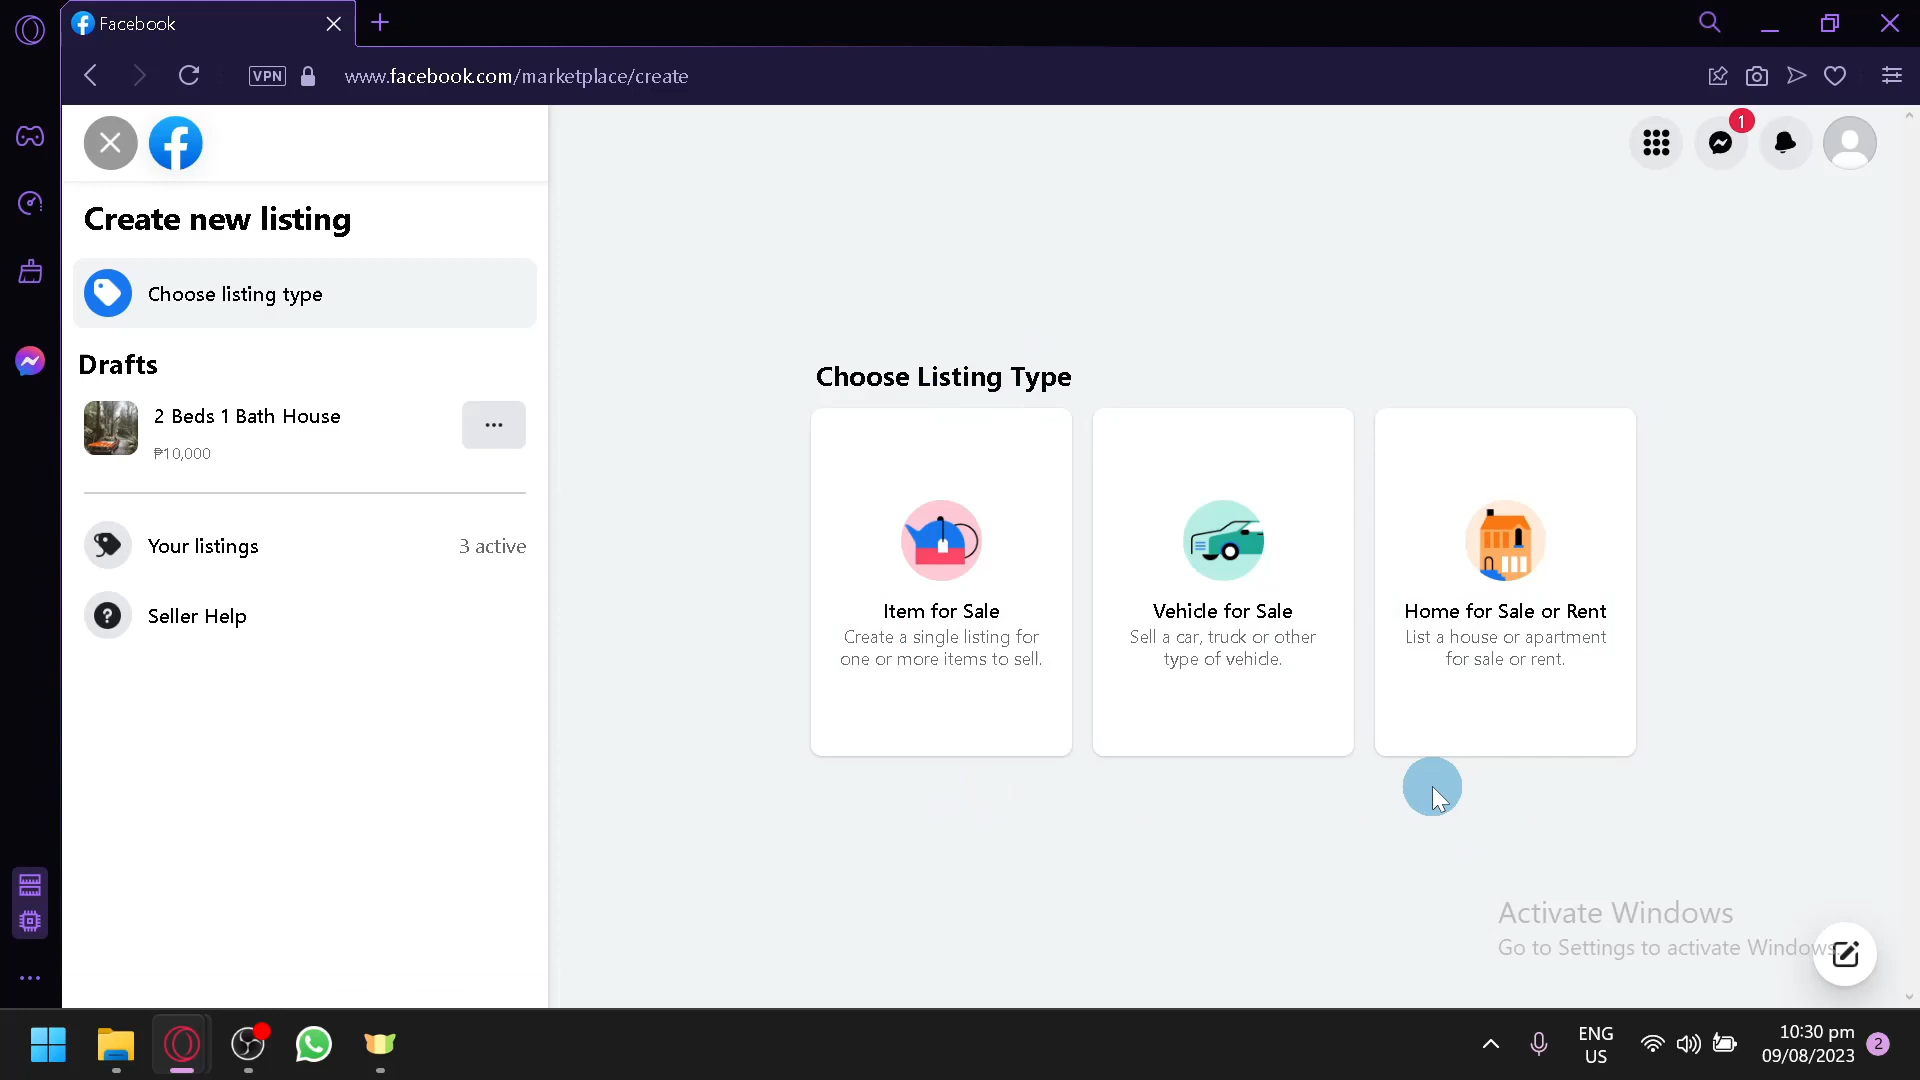 Facebook
VPN
www.facebook.com/marketplace/create
1
Create new listing
Choose listing type
Drafts
2 Beds 1 Bath House
₱10,000
Your listings
3 active
Seller Help
Choose Listing Type
Item for Sale
Create a single listing for
one or more items to sell.
Vehicle for Sale
Sell a car, truck or other
type of vehicle.
Home for Sale or Rent
List a house or apartment
for sale or rent.
Activate Windows
Go to Settings to activate Windows
ENG
US
10:30 pm
09/08/2023
2